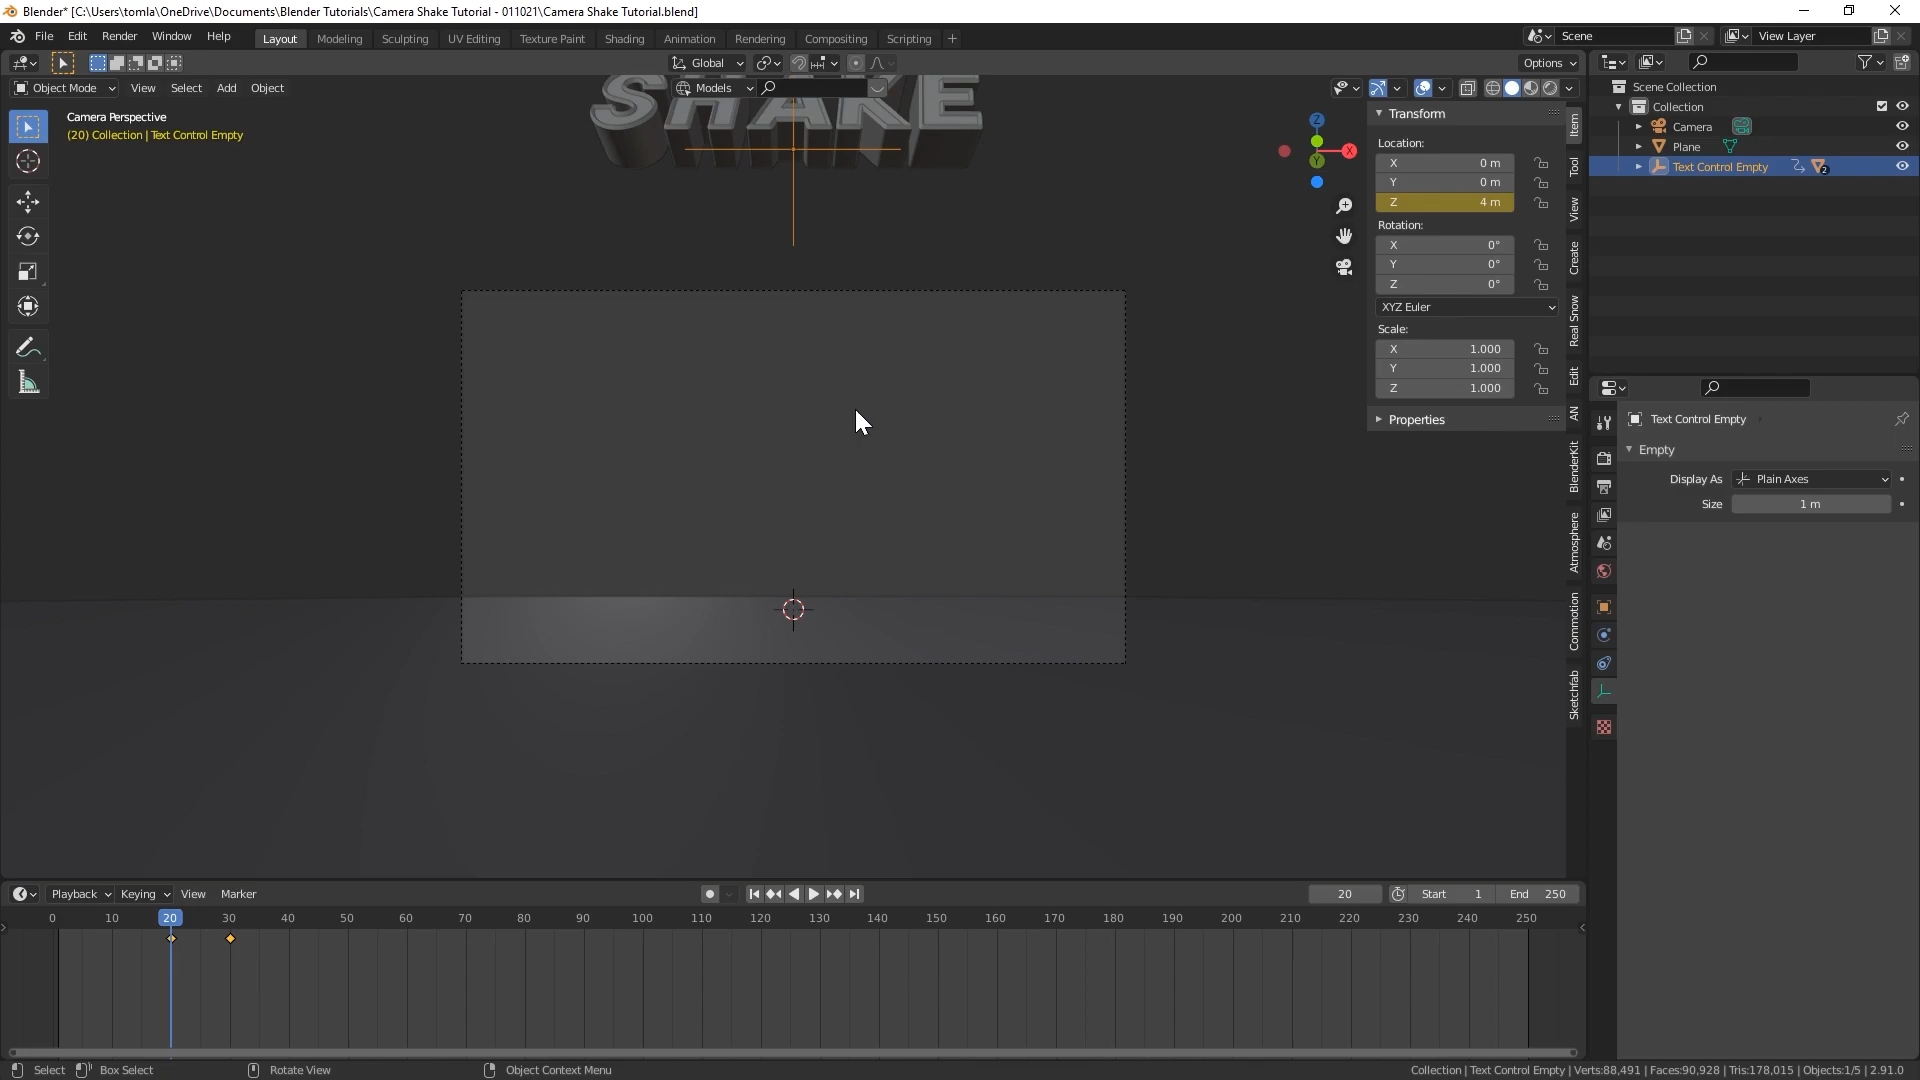 Blender* [C:\Users\tomla\OneDrive\Documents\Blender Tutorials\Camera Shake Tutorial - 011021\Camera Shake Tutorial.blend]
File Edit Render Window Help Layout Modeling Sculpting UV Editing Texture Paint Shading Animation Rendering Compositing Scripting + Scene View Layer
Global Options
Object Mode View Select Add Object Models
SHAKE
Camera Perspective
(20) Collection | Text Control Empty
Z
X
Y
Transform
Location:
X 0 m
Y 0 m
Z 4 m
Rotation:
X 0°
Y 0°
Z 0°
XYZ Euler
Scale:
X 1.000
Y 1.000
Z 1.000
Properties
Item
Tool
View
Create
Real Snow
Edit
AN
BlenderKit
Atmosphere
Commotion
Sketchfab
Scene Collection
Collection
Camera
Plane
Text Control Empty 2
Text Control Empty
Empty
Display As Plain Axes
Size 1 m
Playback Keying View Marker 20 Start 1 End 250
0 10 20 30 40 50 60 70 80 90 100 110 120 130 140 150 160 170 180 190 200 210 220 230 240 250
Select Box Select Rotate View Object Context Menu Collection | Text Control Empty | Verts:88,491 | Faces:90,928 | Tris:178,015 | Objects:1/5 | 2.91.0